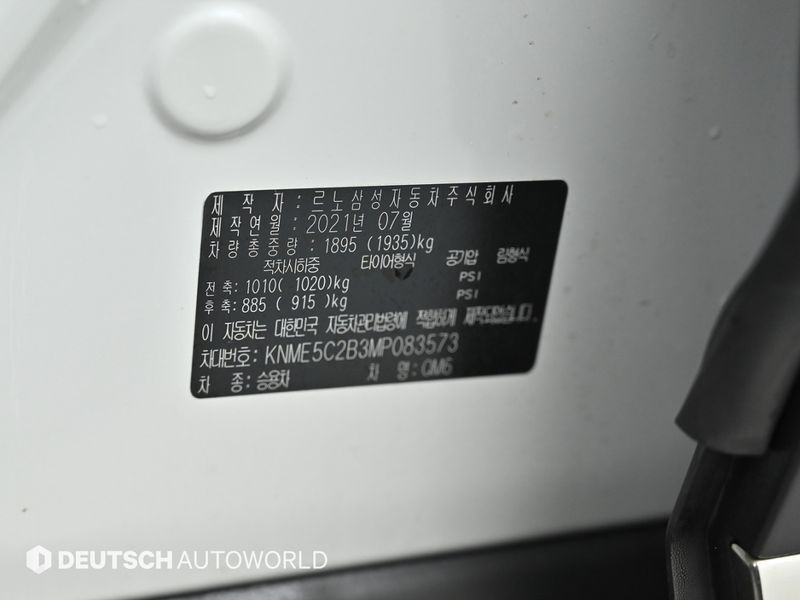 제 작 자 : 르노삼성자동차주식회사
제작연월 : 2021년 07월
차량총중량 : 1895 (1935)kg
적차시하중 타이어형식 공기압 림형식
전 축: 1010( 1020)kg PSI
후 축: 885 ( 915 )kg PSI
이 자동차는 대한민국 자동차관리법령에 적합하게 제작되었습니다.
차대번호: KNME5C2B3MP083573
차 종: 승용차 차 명: QM6
DEUTSCH AUTOWORLD